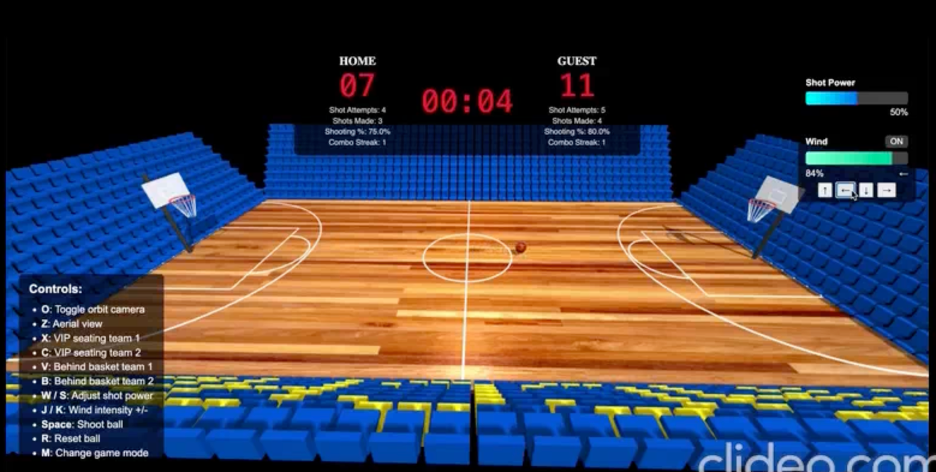 HOME
07
Shot Attempts: 4
Shots Made: 3
Shooting %: 75.0%
Combo Streak: 1
00:04
GUEST
11
Shot Attempts: 5
Shots Made: 4
Shooting %: 80.0%
Combo Streak: 1
Shot Power
50%
Wind ON
84% ←
↑ ← ↓ →
Controls:
• O: Toggle orbit camera
• Z: Aerial view
• X: VIP seating team 1
• C: VIP seating team 2
• V: Behind basket team 1
• B: Behind basket team 2
• W / S: Adjust shot power
• J / K: Wind intensity +/-
• Space: Shoot ball
• R: Reset ball
• M: Change game mode
clideo.com